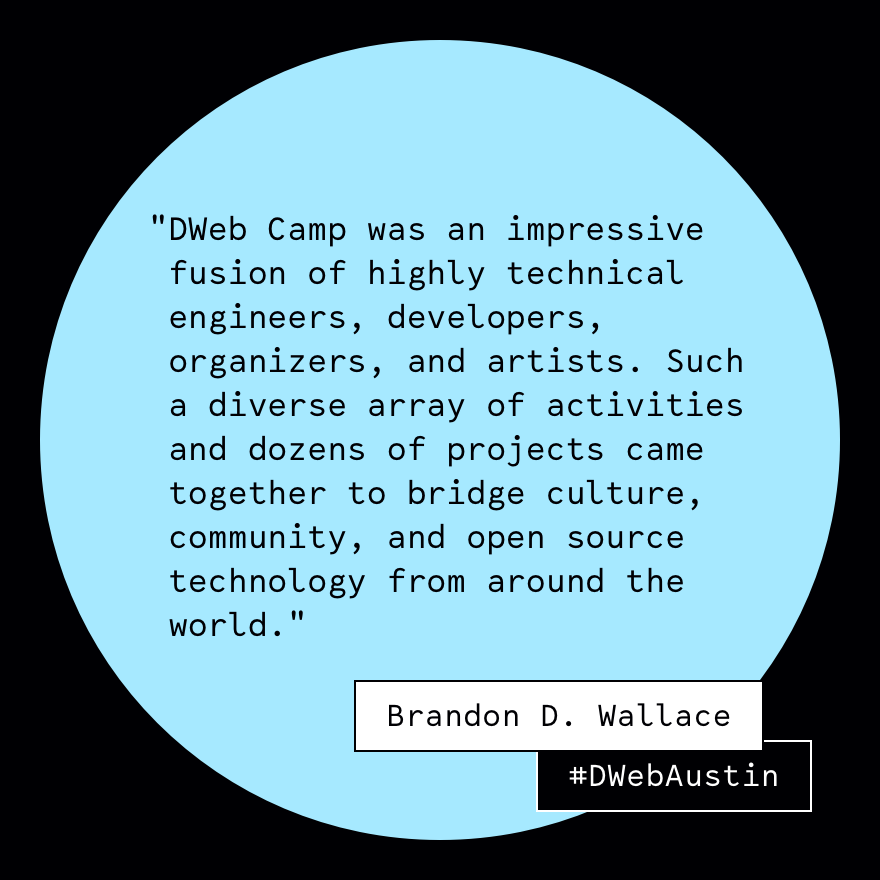 "DWeb Camp was an impressive
fusion of highly technical
engineers, developers,
organizers, and artists. Such
a diverse array of activities
and dozens of projects came
together to bridge culture,
community, and open source
technology from around the
world."
Brandon D. Wallace
#DWebAustin